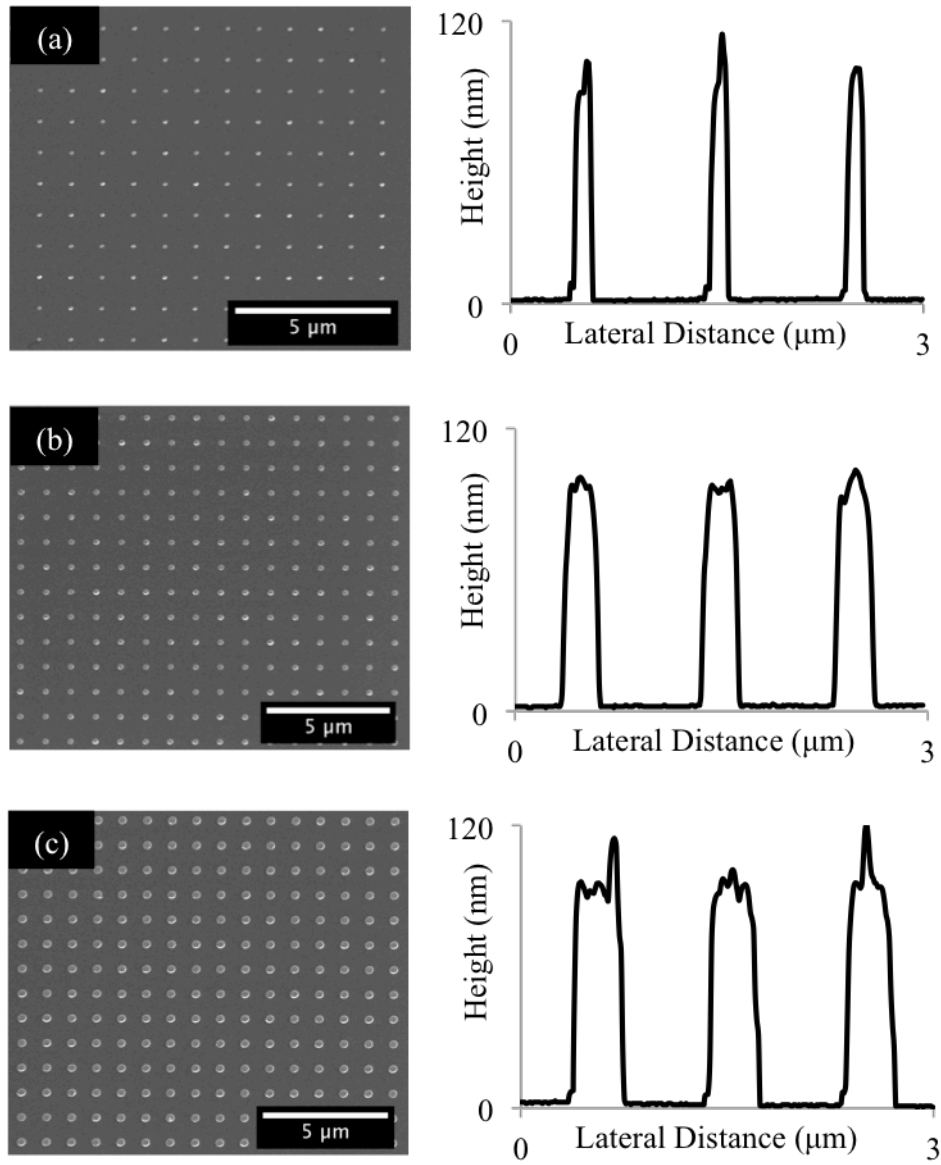 (a)
5 μm
120
Height (nm)
0
0
Lateral Distance (μm)
3
(b)
5 μm
120
Height (nm)
0
0
Lateral Distance (μm)
3
(c)
5 μm
120
Height (nm)
0
0
Lateral Distance (μm)
3